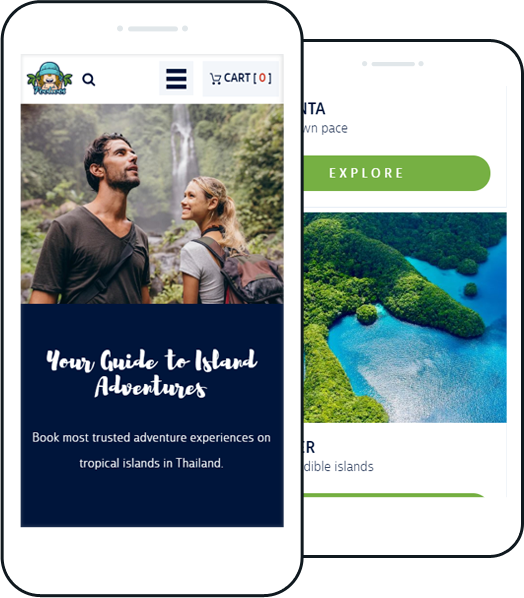 CART [ 0 ]
Your Guide to Island
Adventures
Book most trusted adventure experiences on
tropical islands in Thailand.
NTA
wn pace
EXPLORE
ER
dible islands